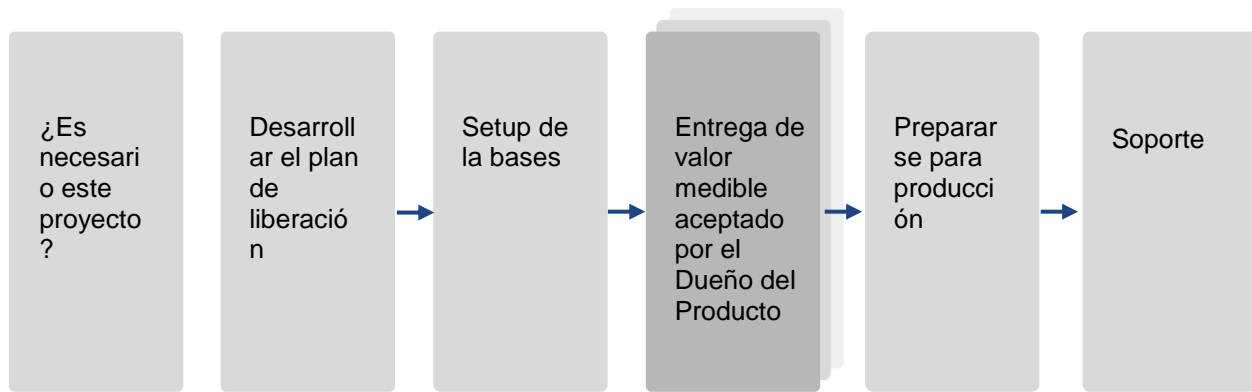 ¿Es
necesari
o este
proyecto
?
Desarroll
ar el plan
de
liberació
n
Setup de
la bases
Entrega de
valor
medible
aceptado
por el
Dueño del
Producto
Preparar
se para
producci
ón
Soporte